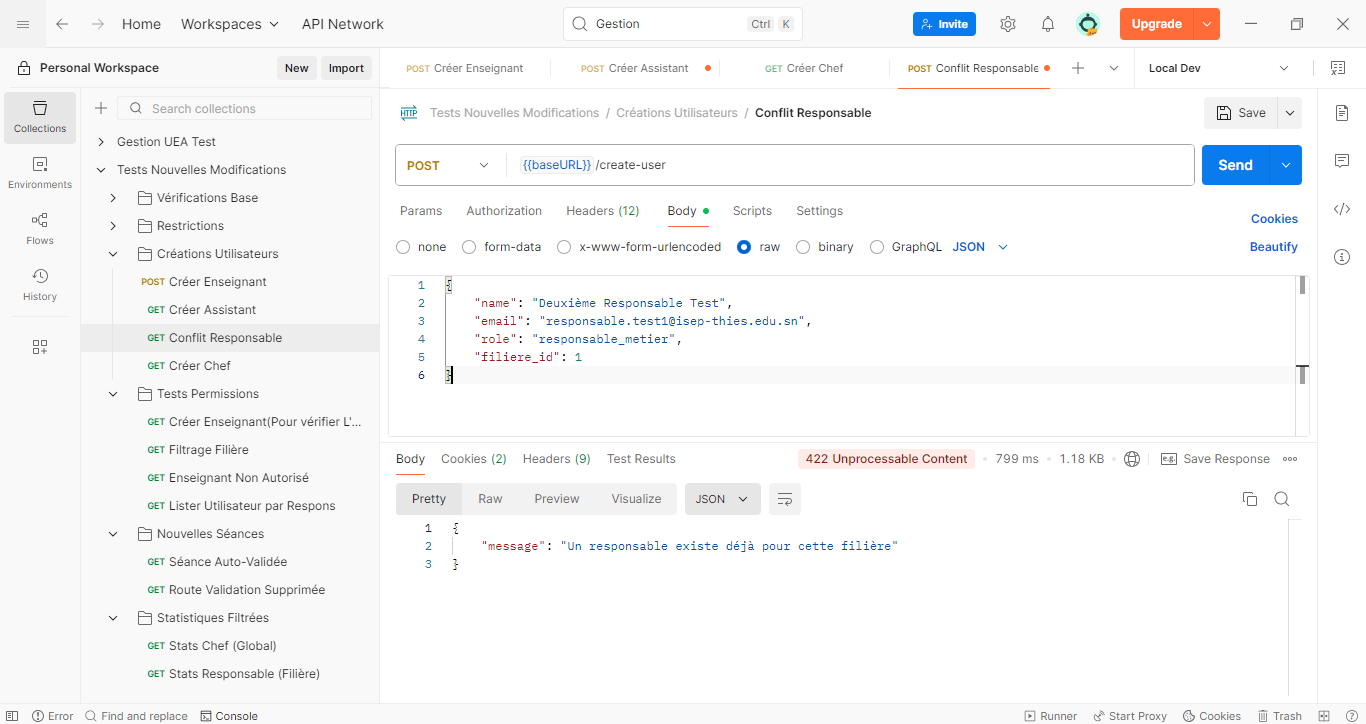 Home Workspaces API Network Gestion Ctrl K Invite Upgrade
Personal Workspace New Import POST Créer Enseignant POST Créer Assistant GET Créer Chef POST Conflit Responsable Local Dev
Collections
Environments
Flows
History
Search collections
Gestion UEA Test
Tests Nouvelles Modifications
Vérifications Base
Restrictions
Créations Utilisateurs
POST Créer Enseignant
GET Créer Assistant
GET Conflit Responsable
GET Créer Chef
Tests Permissions
GET Créer Enseignant(Pour vérifier L'...
GET Filtrage Filière
GET Enseignant Non Autorisé
GET Lister Utilisateur par Respons
Nouvelles Séances
GET Séance Auto-Validée
GET Route Validation Supprimée
Statistiques Filtrées
GET Stats Chef (Global)
GET Stats Responsable (Filière)
HTTP Tests Nouvelles Modifications / Créations Utilisateurs / Conflit Responsable Save
POST {{baseURL}} /create-user Send
Params Authorization Headers (12) Body Scripts Settings Cookies
none form-data x-www-form-urlencoded raw binary GraphQL JSON Beautify
1 {
2 "name": "Deuxième Responsable Test",
3 "email": "responsable.test1@isep-thies.edu.sn",
4 "role": "responsable_metier",
5 "filiere_id": 1
6 }
Body Cookies (2) Headers (9) Test Results 422 Unprocessable Content 799 ms 1.18 KB e.g. Save Response
Pretty Raw Preview Visualize JSON
1 {
2 "message": "Un responsable existe déjà pour cette filière"
3 }
Error Find and replace Console Runner Start Proxy Cookies Trash